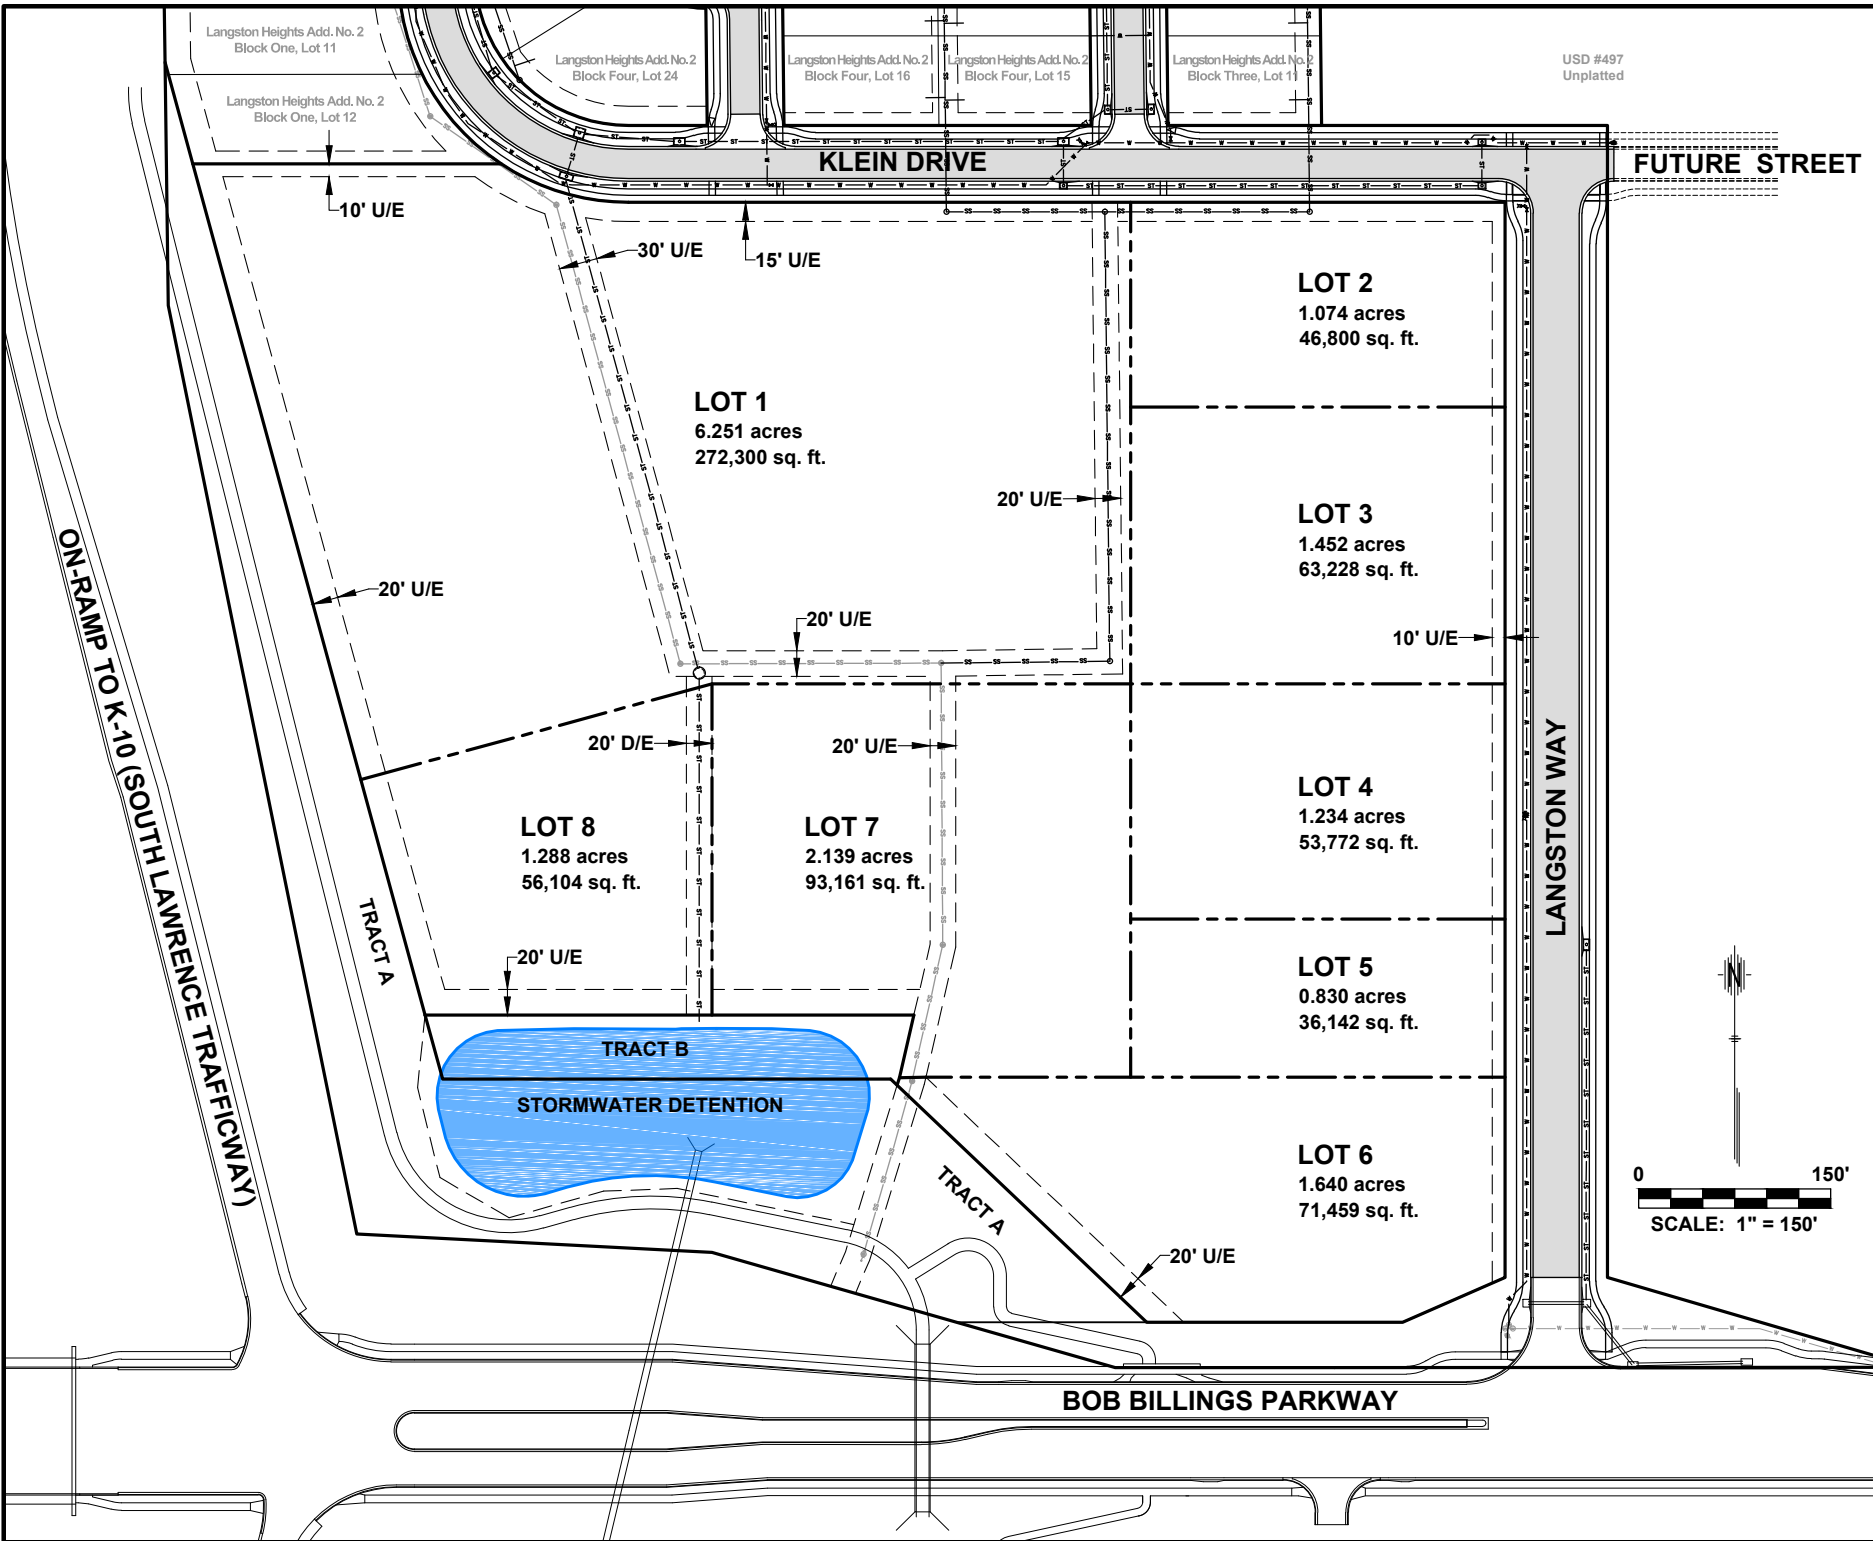 Langston Heights Add. No. 2
Block One, Lot 11
Langston Heights Add. No. 2
Block Four, Lot 24
Langston Heights Add. No. 2
Block Four, Lot 16
Langston Heights Add. No. 2
Block Four, Lot 15
Langston Heights Add. No. 2
Block Three, Lot 11
USD #497
Unplatted
Langston Heights Add. No. 2
Block One, Lot 12
KLEIN DRIVE
FUTURE STREET
10' U/E
30' U/E
15' U/E
LOT 2
1.074 acres
46,800 sq. ft.
LOT 1
6.251 acres
272,300 sq. ft.
20' U/E
LOT 3
1.452 acres
63,228 sq. ft.
20' U/E
20' U/E
10' U/E
ON-RAMP TO K-10 (SOUTH LAWRENCE TRAFFICWAY)
20' D/E
20' U/E
LOT 4
1.234 acres
53,772 sq. ft.
LANGSTON WAY
LOT 8
1.288 acres
56,104 sq. ft.
LOT 7
2.139 acres
93,161 sq. ft.
TRACT A
20' U/E
LOT 5
0.830 acres
36,142 sq. ft.
N
TRACT B
STORMWATER DETENTION
LOT 6
1.640 acres
71,459 sq. ft.
TRACT A
0 150'
SCALE: 1" = 150'
20' U/E
BOB BILLINGS PARKWAY